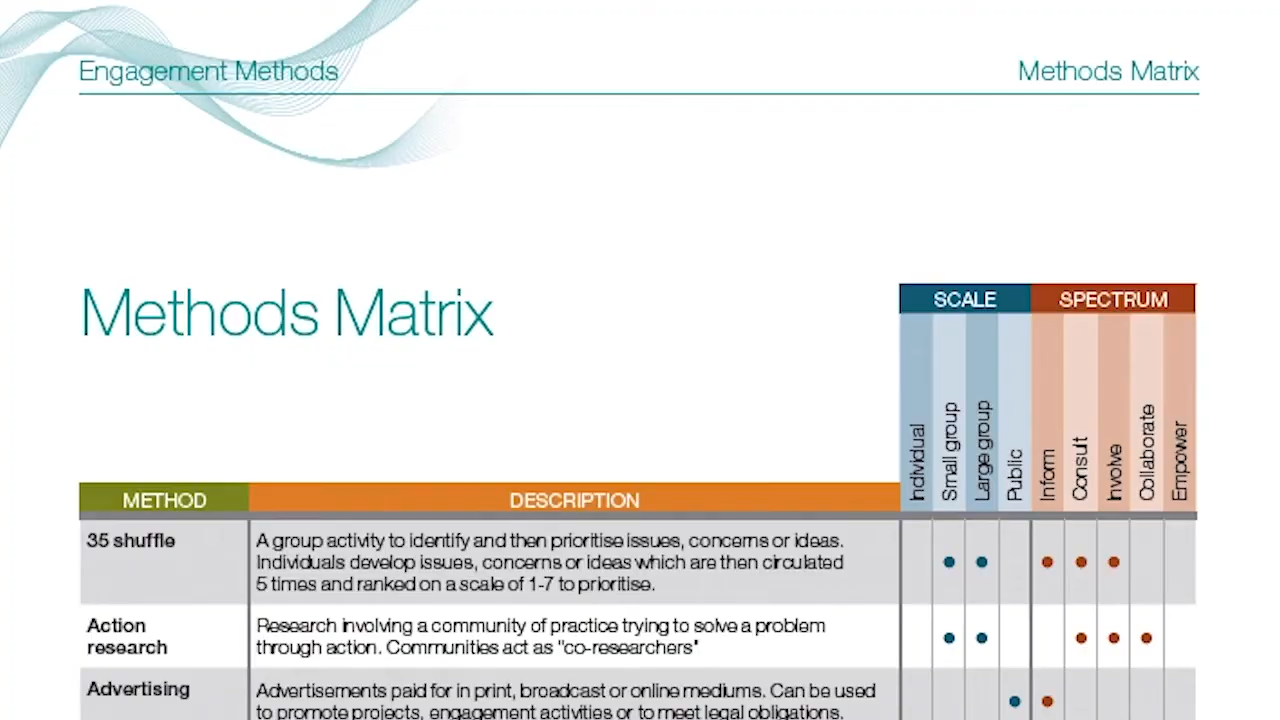 Engagement Methods
Methods Matrix
Methods Matrix
SCALE
SPECTRUM
Individual
Small group
Large group
Public
Inform
Consult
Involve
Collaborate
Empower
METHOD
DESCRIPTION
35 shuffle
A group activity to identify and then prioritise issues, concerns or ideas.
Individuals develop issues, concerns or ideas which are then circulated
5 times and ranked on a scale of 1-7 to prioritise.
Action
research
Research involving a community of practice trying to solve a problem
through action. Communities act as "co-researchers"
Advertising
Advertisements paid for in print, broadcast or online mediums. Can be used
to promote projects, engagement activities or to meet legal obligations.